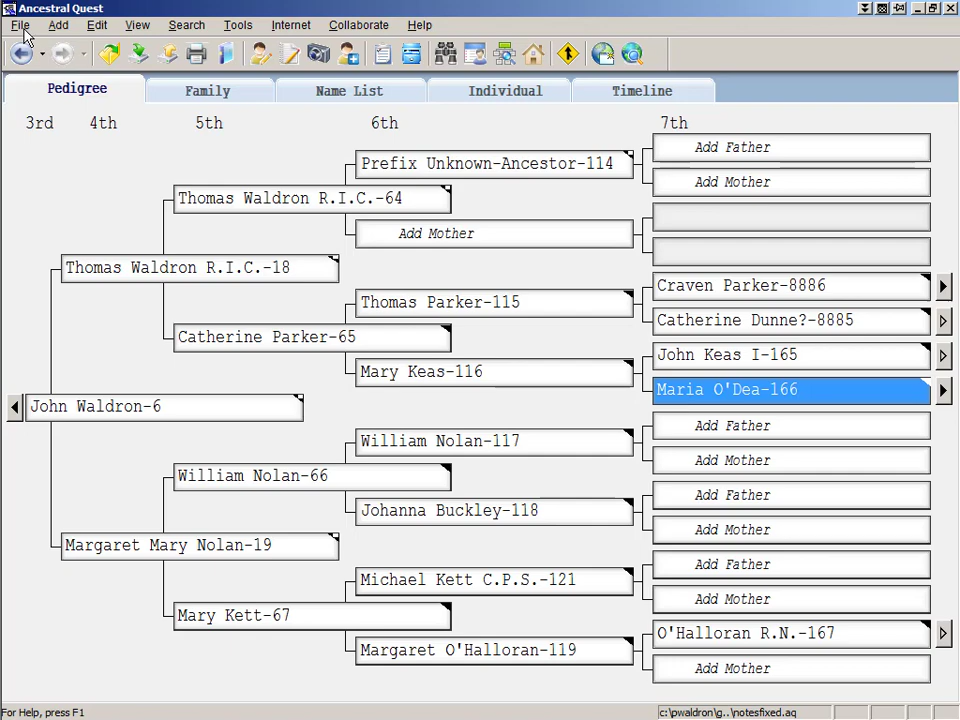 Ancestral Quest
File Add Edit View Search Tools Internet Collaborate Help
Pedigree Family Name List Individual Timeline
3rd 4th 5th 6th 7th
Add Father
Prefix Unknown-Ancestor-114
Add Mother
Thomas Waldron R.I.C.-64
Add Mother
Thomas Waldron R.I.C.-18
Craven Parker-8886
Thomas Parker-115
Catherine Dunne?-8885
Catherine Parker-65
John Keas I-165
Mary Keas-116
Maria O'Dea-166
John Waldron-6
Add Father
William Nolan-117
Add Mother
William Nolan-66
Add Father
Johanna Buckley-118
Add Mother
Margaret Mary Nolan-19
Add Father
Michael Kett C.P.S.-121
Add Mother
Mary Kett-67
O'Halloran R.N.-167
Margaret O'Halloran-119
Add Mother
For Help, press F1
c:\pwaldron\g..\notesfixed.aq